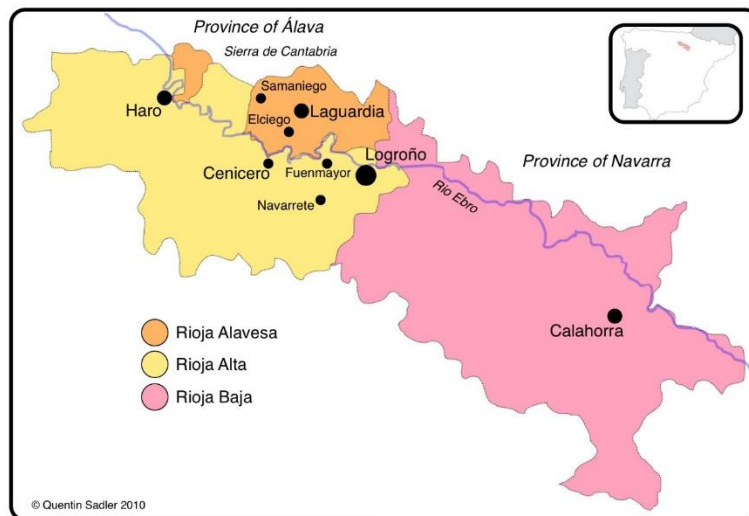 Province of Álava
Sierra de Cantabria
Samaniego
Haro
Laguardia
Elciego
Logroño
Province of Navarra
Cenicero
Fuenmayor
Rio Ebro
Navarrete
Calahorra
Rioja Alavesa
Rioja Alta
Rioja Baja
© Quentin Sadler 2010